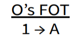 O's FOT
1 → A